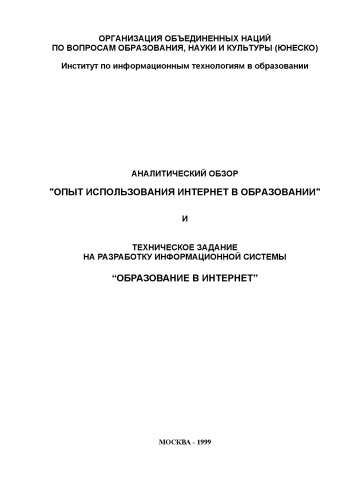 ОРГАНИЗАЦИЯ ОБЪЕДИНЕННЫХ НАЦИЙ
ПО ВОПРОСАМ ОБРАЗОВАНИЯ, НАУКИ И КУЛЬТУРЫ (ЮНЕСКО)
Институт по информационным технологиям в образовании
АНАЛИТИЧЕСКИЙ ОБЗОР
"ОПЫТ ИСПОЛЬЗОВАНИЯ ИНТЕРНЕТ В ОБРАЗОВАНИИ"
И
ТЕХНИЧЕСКОЕ ЗАДАНИЕ
НА РАЗРАБОТКУ ИНФОРМАЦИОННОЙ СИСТЕМЫ
“ОБРАЗОВАНИЕ В ИНТЕРНЕТ”
МОСКВА - 1999